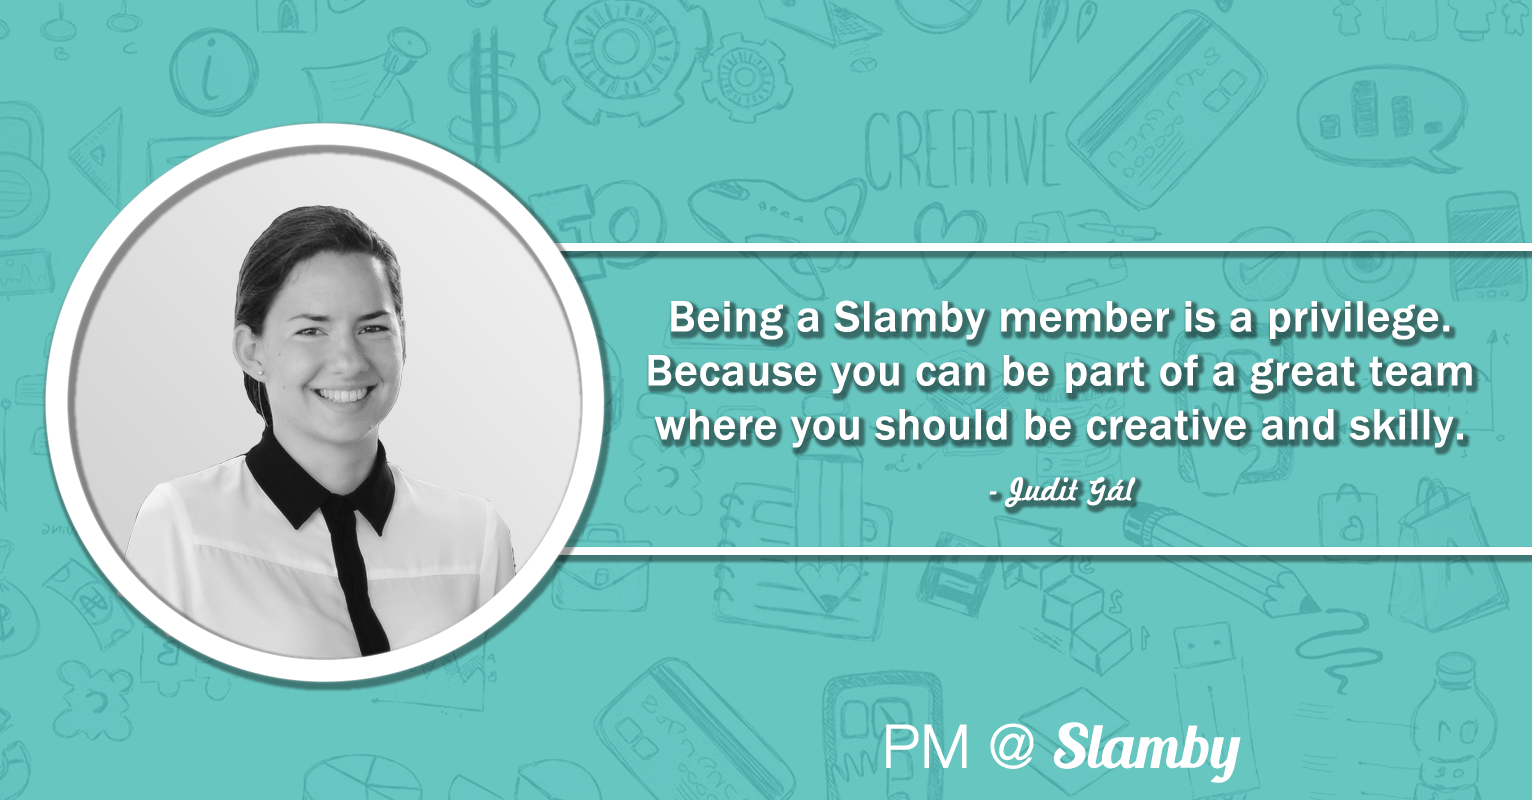 CREATIVE
Being a Slamby member is a privilege.
Because you can be part of a great team
where you should be creative and skilly.
- Judit Gál
PM @ Slamby